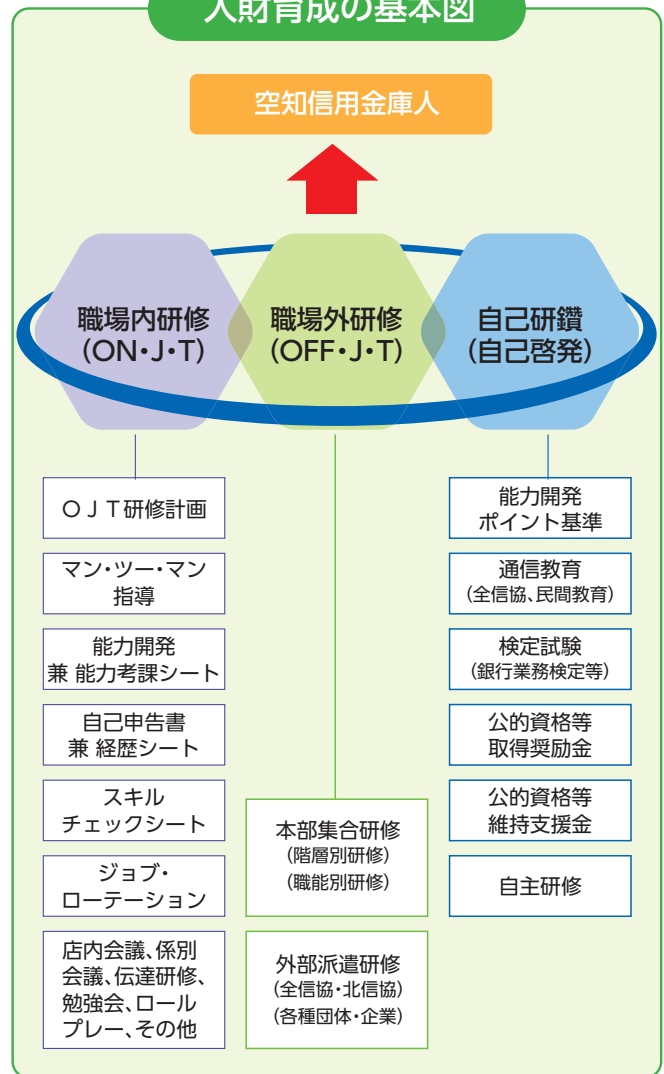 人財育成の基本図
空知信用金庫人
職場内研修
(ON・J・T)
職場外研修
(OFF・J・T)
自己研鑽
(自己啓発)
ＯＪＴ研修計画
マン・ツー・マン
指導
能力開発
兼 能力考課シート
自己申告書
兼 経歴シート
スキル
チェックシート
ジョブ・
ローテーション
店内会議、係別
会議、伝達研修、
勉強会、ロール
プレー、その他
本部集合研修
(階層別研修)
(職能別研修)
外部派遣研修
(全信協・北信協)
(各種団体・企業)
能力開発
ポイント基準
通信教育
(全信協、民間教育)
検定試験
(銀行業務検定等)
公的資格等
取得奨励金
公的資格等
維持支援金
自主研修